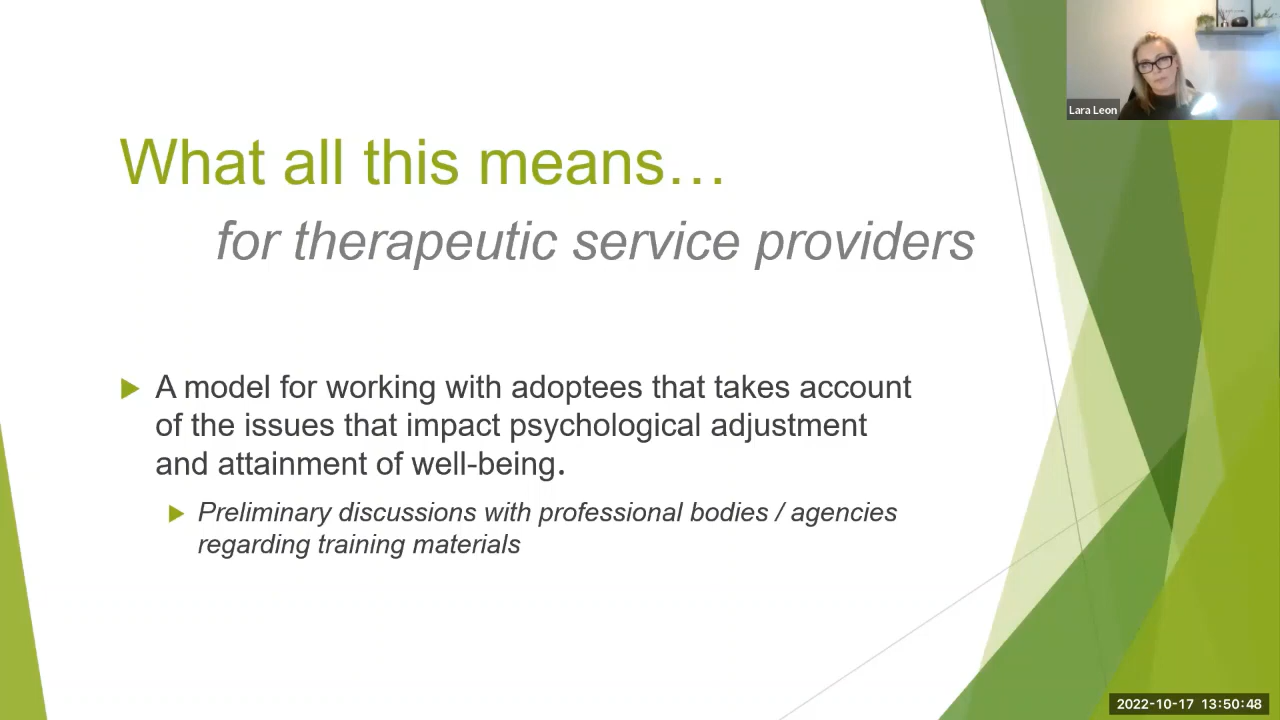 Lara Leon
What all this means…
for therapeutic service providers
A model for working with adoptees that takes account
of the issues that impact psychological adjustment
and attainment of well-being.
Preliminary discussions with professional bodies / agencies
regarding training materials
2022-10-17 13:50:48